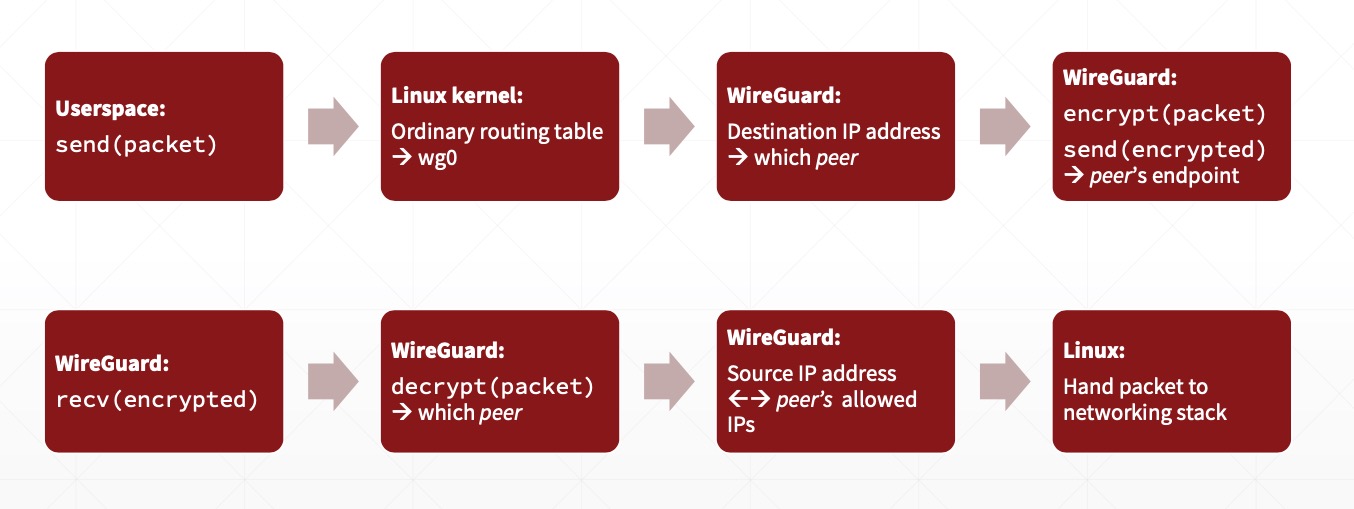 Userspace:
send(packet)
Linux kernel:
Ordinary routing table
→ wg0
WireGuard:
Destination IP address
→ which peer
WireGuard:
encrypt(packet)
send(encrypted)
→ peer’s endpoint
WireGuard:
recv(encrypted)
WireGuard:
decrypt(packet)
→ which peer
WireGuard:
Source IP address
←→ peer’s allowed
IPs
Linux:
Hand packet to
networking stack